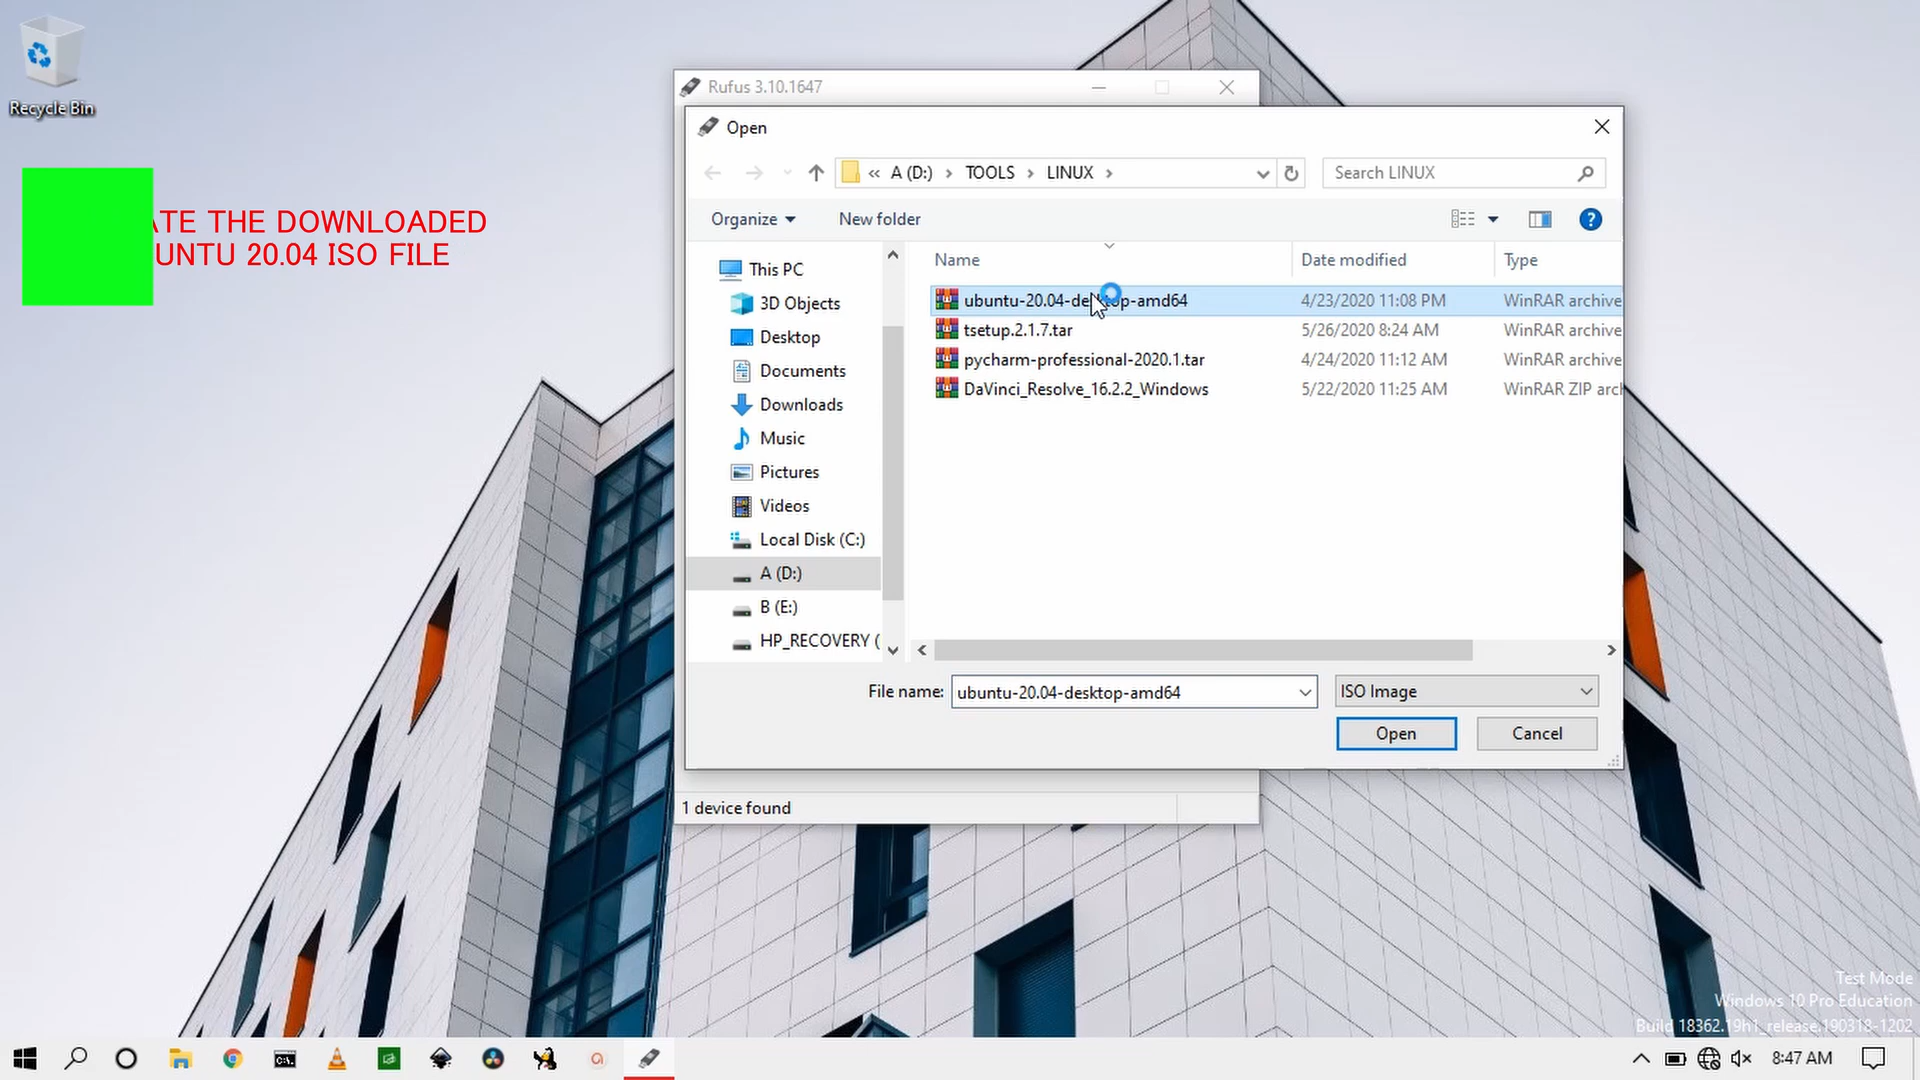 Recycle Bin
ATE THE DOWNLOADED
UNTU 20.04 ISO FILE
Rufus 3.10.1647
Open
« A (D:) › TOOLS › LINUX ›
Search LINUX
Organize
New folder
This PC
3D Objects
Desktop
Documents
Downloads
Music
Pictures
Videos
Local Disk (C:)
A (D:)
B (E:)
HP_RECOVERY (
Name Date modified Type
ubuntu-20.04-desktop-amd64 4/23/2020 11:08 PM WinRAR archive
tsetup.2.1.7.tar 5/26/2020 8:24 AM WinRAR archive
pycharm-professional-2020.1.tar 4/24/2020 11:12 AM WinRAR archive
DaVinci_Resolve_16.2.2_Windows 5/22/2020 11:25 AM WinRAR ZIP arch
File name: ubuntu-20.04-desktop-amd64 ISO Image
Open Cancel
1 device found
Test Mode
Windows 10 Pro Education
Build 18362.19h1_release.190318-1202
8:47 AM